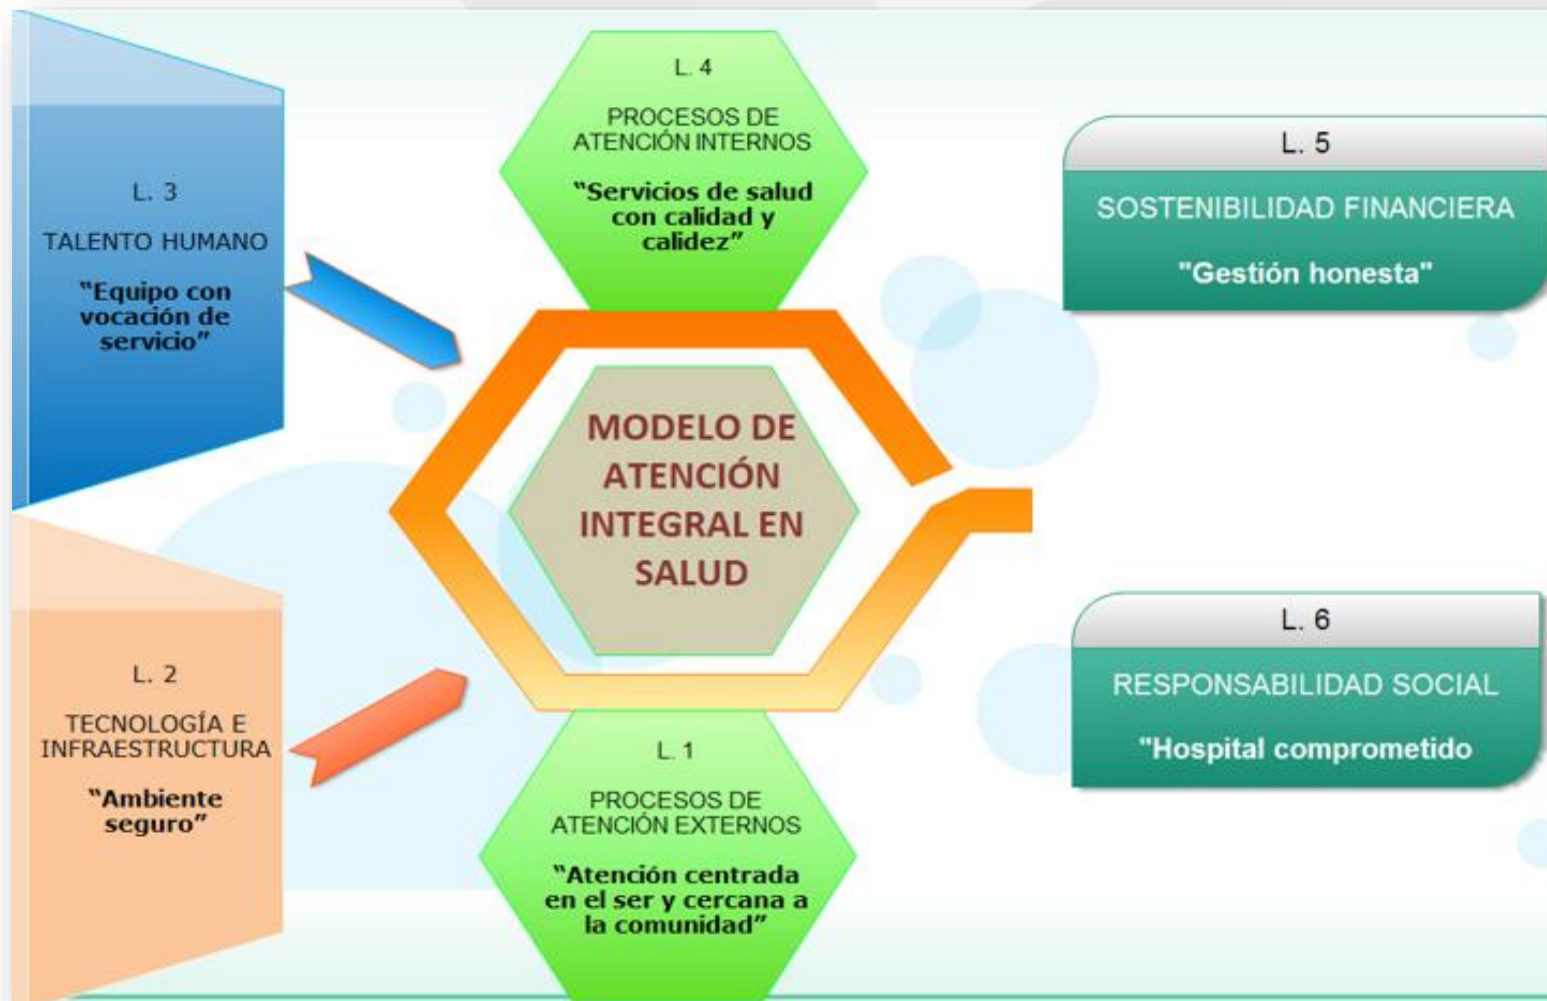 L. 3
TALENTO HUMANO
“Equipo con
vocación de
servicio”
L. 2
TECNOLOGÍA E
INFRAESTRUCTURA
“Ambiente
seguro”
L. 4
PROCESOS DE
ATENCIÓN INTERNOS
“Servicios de salud
con calidad y
calidez”
MODELO DE
ATENCIÓN
INTEGRAL EN
SALUD
L. 1
PROCESOS DE
ATENCIÓN EXTERNOS
“Atención centrada
en el ser y cercana a
la comunidad”
L. 5
SOSTENIBILIDAD FINANCIERA
"Gestión honesta"
L. 6
RESPONSABILIDAD SOCIAL
"Hospital comprometido